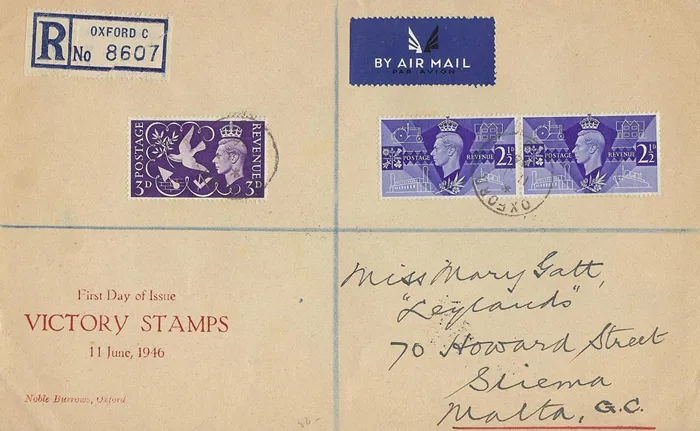 R
OXFORD C
No 8607
BY AIR MAIL
PAR AVION
POSTAGE
REVENUE
3D
3D
POSTAGE
REVENUE
2½D
POSTAGE
REVENUE
2½D
OXFORD
First Day of Issue
VICTORY STAMPS
11 June, 1946
Noble Burrows, Oxford
Miss Mary Gatt,
"Leylands"
70 Howard Street
Sliema
Malta, G.C.